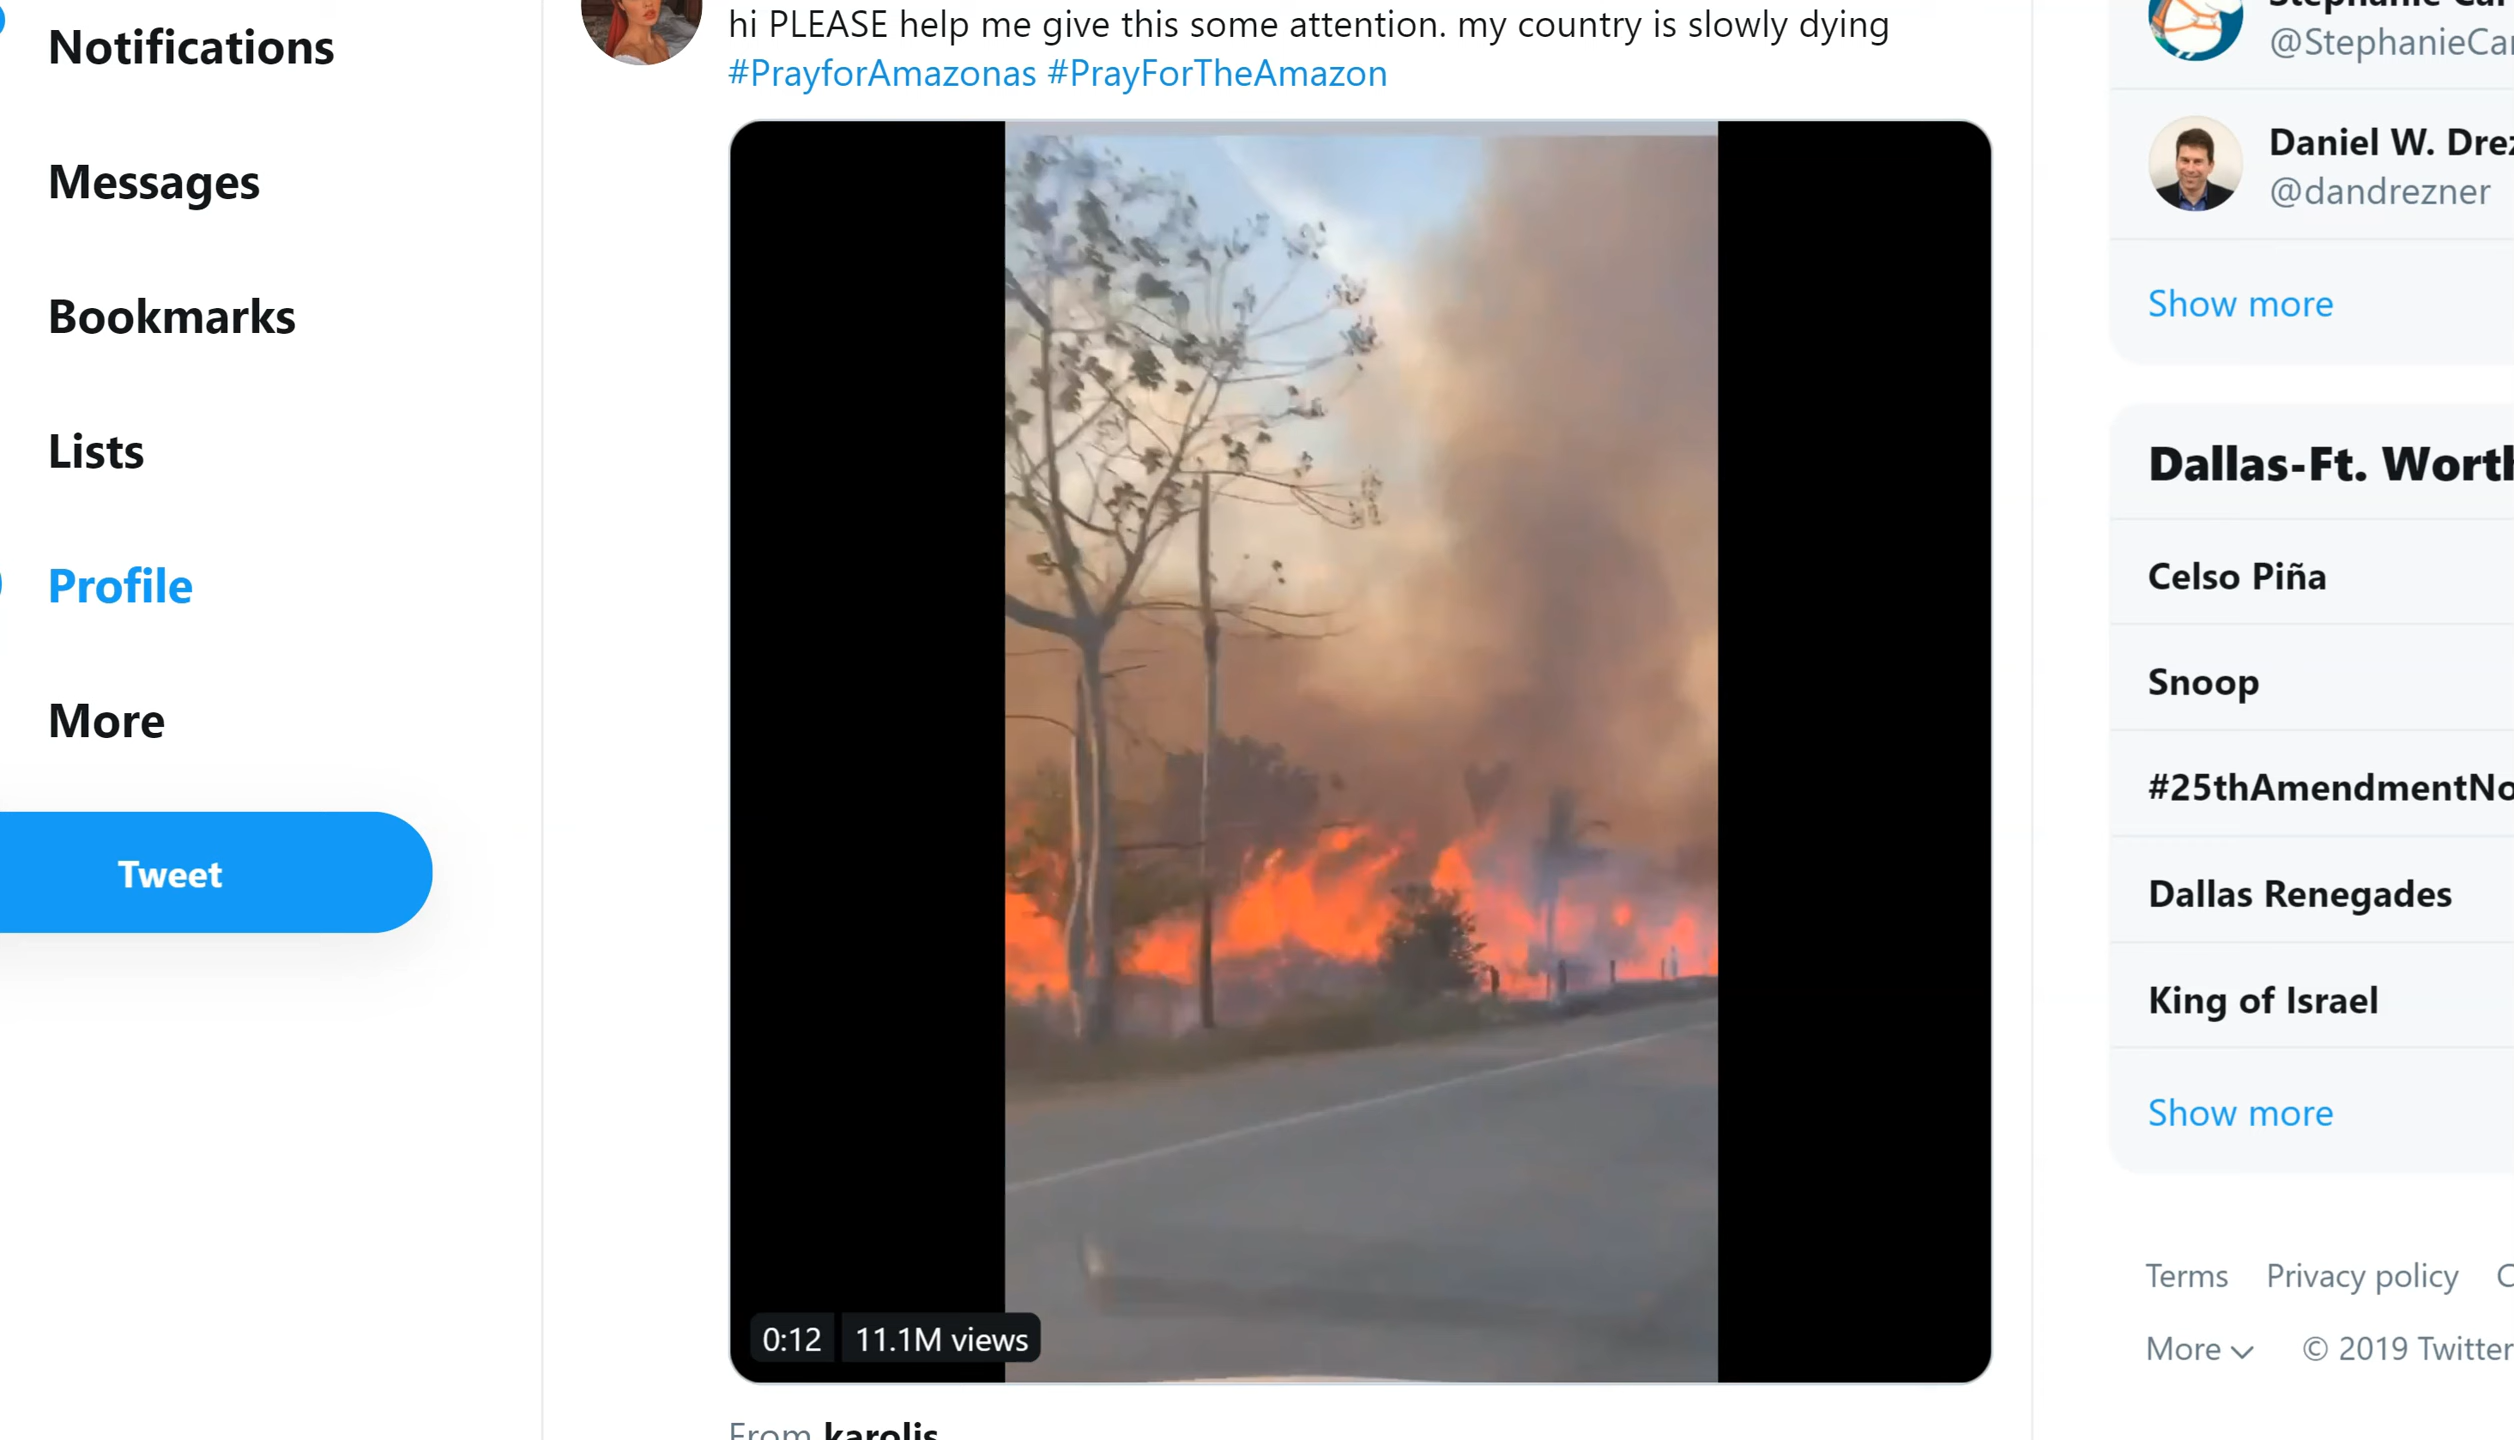 Notifications
Messages
Bookmarks
Lists
Profile
More
Tweet
hi PLEASE help me give this some attention. my country is slowly dying
#PrayforAmazonas #PrayForTheAmazon
0:12 11.1M views
From karolis
@StephanieCar
Daniel W. Drez
@dandrezner
Show more
Dallas-Ft. Worth
Celso Piña
Snoop
#25thAmendmentNo
Dallas Renegades
King of Israel
Show more
Terms Privacy policy
More © 2019 Twitter